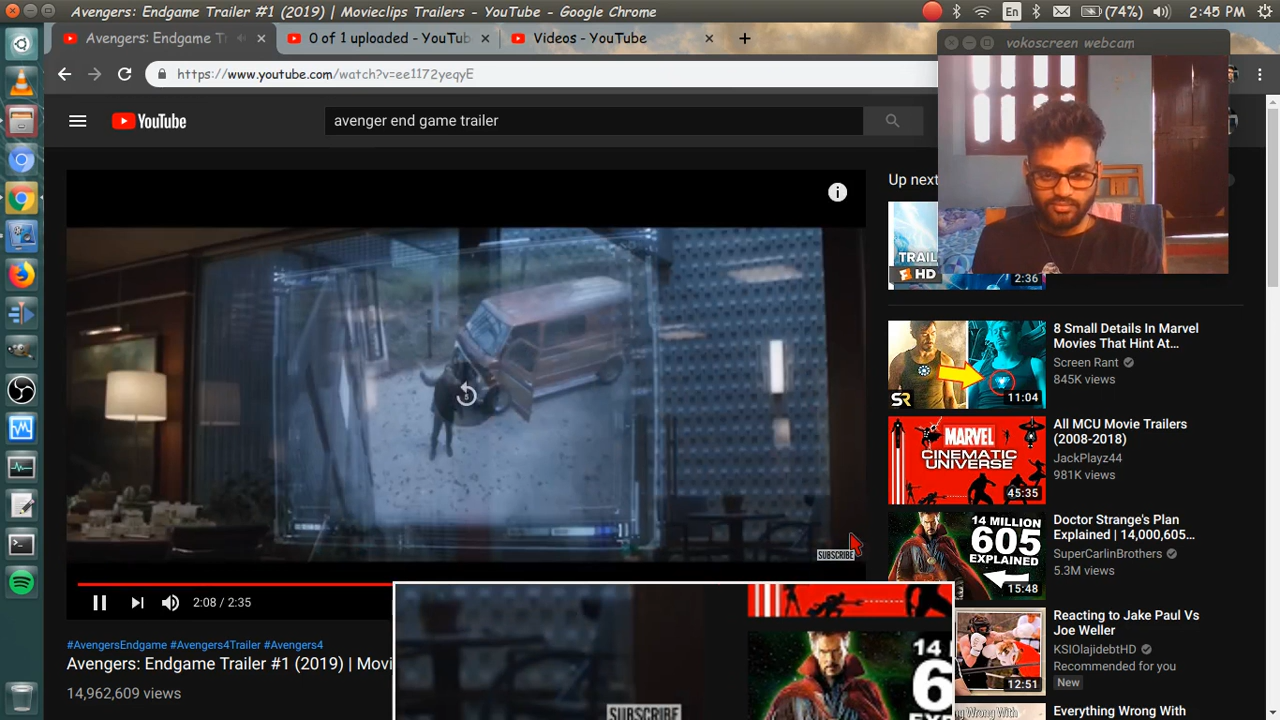 Avengers: Endgame Trailer #1 (2019) | Movieclips Trailers - YouTube - Google Chrome
En
(74%)
2:45 PM
Avengers: Endgame T
0 of 1 uploaded - YouTub
Videos - YouTube
vokoscreen webcam
https://www.youtube.com/watch?v=ee1172yeqyE
YouTube
avenger end game trailer
Up next
TRAIL
HD
2:36
8 Small Details In Marvel
Movies That Hint At...
Screen Rant
845K views
SR
11:04
MARVEL
CINEMATIC
UNIVERSE
45:35
All MCU Movie Trailers
(2008-2018)
JackPlayz44
981K views
14 MILLION
605
EXPLAINED
15:48
Doctor Strange's Plan
Explained | 14,000,605...
SuperCarlinBrothers
5.3M views
Reacting to Jake Paul Vs
Joe Weller
KSIOlajidebtHD
Recommended for you
New
12:51
Everything Wrong With
5
SUBSCRIBE
2:08 / 2:35
#AvengersEndgame #Avengers4Trailer #Avengers4
Avengers: Endgame Trailer #1 (2019) | Movi
14,962,609 views
14
6
SUBSCRIBE